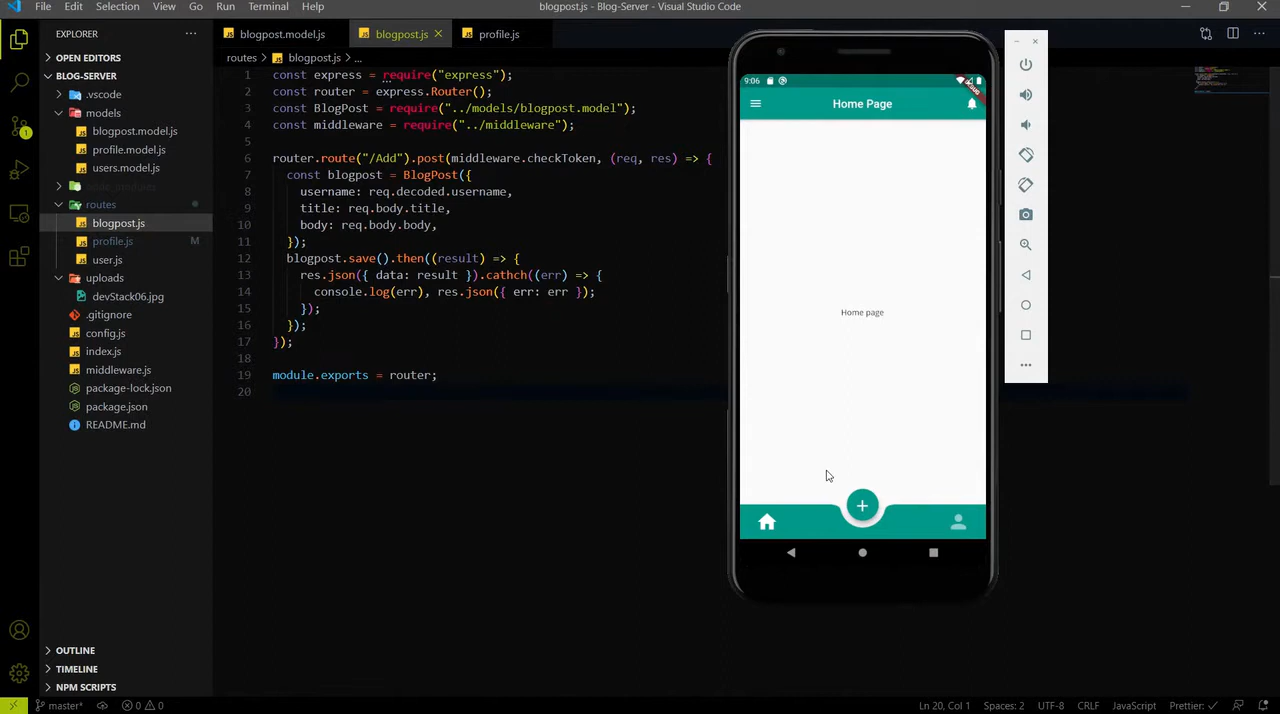 File Edit Selection View Go Run Terminal Help
blogpost.js - Blog-Server - Visual Studio Code
EXPLORER
OPEN EDITORS
BLOG-SERVER
.vscode
models
blogpost.model.js
profile.model.js
users.model.js
node_modules
routes
blogpost.js
profile.js M
user.js
uploads
devStack06.jpg
.gitignore
config.js
index.js
middleware.js
package-lock.json
package.json
README.md
OUTLINE
TIMELINE
NPM SCRIPTS
blogpost.model.js blogpost.js profile.js
routes > blogpost.js > ...
1 const express = require("express");
2 const router = express.Router();
3 const BlogPost = require("../models/blogpost.model");
4 const middleware = require("../middleware");
5
6 router.route("/Add").post(middleware.checkToken, (req, res) => {
7 const blogpost = BlogPost({
8 username: req.decoded.username,
9 title: req.body.title,
10 body: req.body.body,
11 });
12 blogpost.save().then((result) => {
13 res.json({ data: result }).cathch((err) => {
14 console.log(err), res.json({ err: err });
15 });
16 });
17 });
18
19 module.exports = router;
20
9:06
DEBUG
Home Page
Home page
1
master* 0 0
Ln 20, Col 1 Spaces: 2 UTF-8 CRLF JavaScript Prettier: ✓